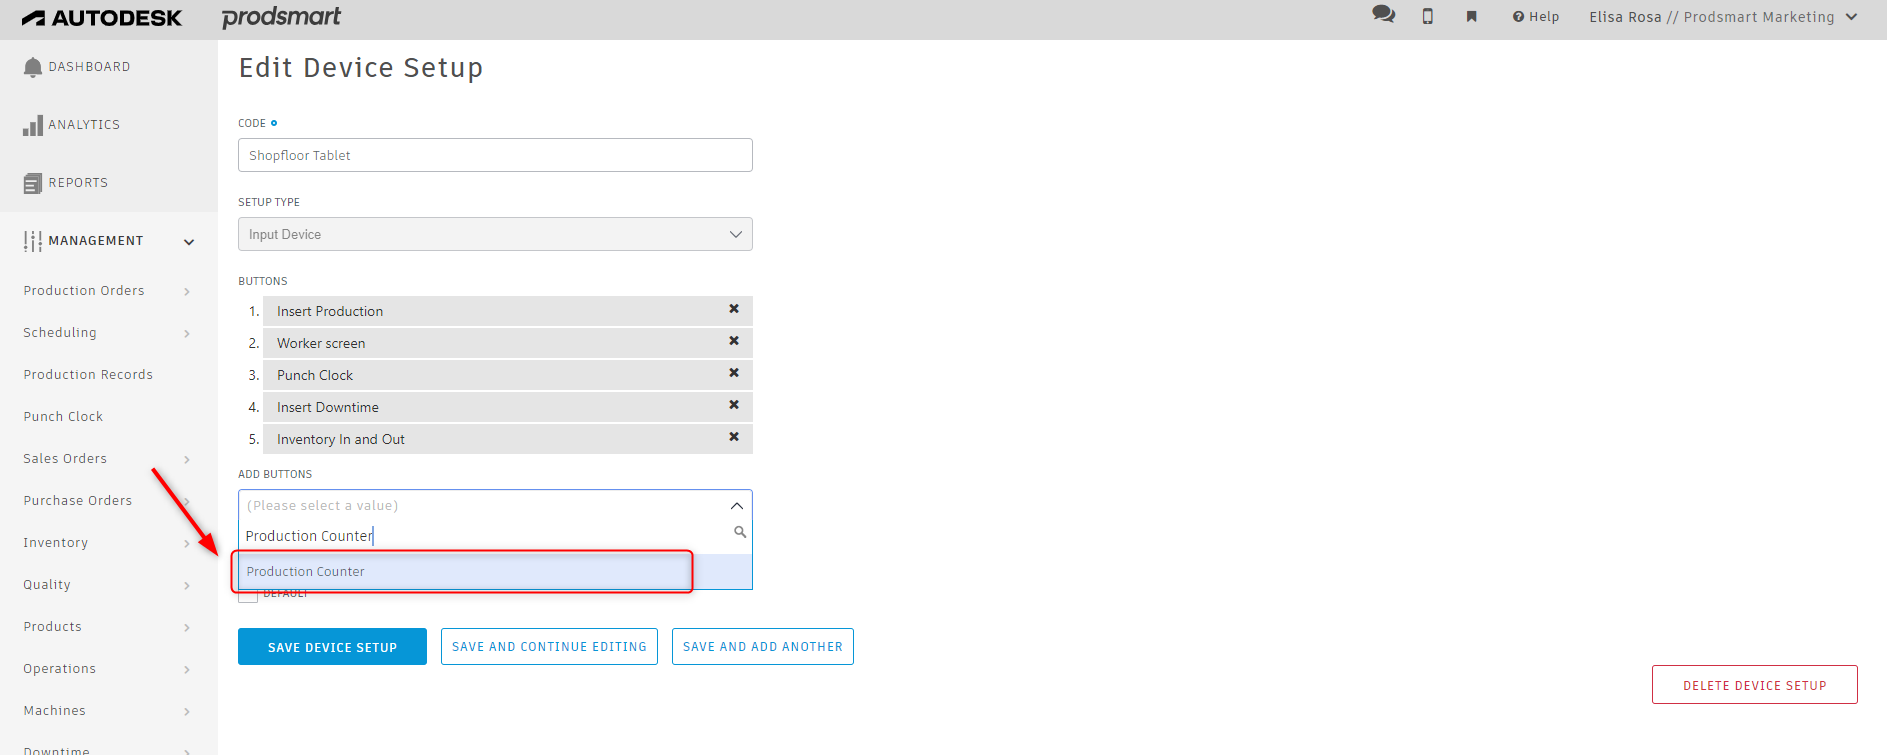 AUTODESK prodsmart
Help
Elisa Rosa // Prodsmart Marketing
DASHBOARD
ANALYTICS
REPORTS
MANAGEMENT
Production Orders
Scheduling
Production Records
Punch Clock
Sales Orders
Purchase Orders
Inventory
Quality
Products
Operations
Machines
Downtime
Edit Device Setup
CODE
Shopfloor Tablet
SETUP TYPE
Input Device
BUTTONS
1. Insert Production
2. Worker screen
3. Punch Clock
4. Insert Downtime
5. Inventory In and Out
ADD BUTTONS
(Please select a value)
Production Counter
Production Counter
DEFAULT
SAVE DEVICE SETUP
SAVE AND CONTINUE EDITING
SAVE AND ADD ANOTHER
DELETE DEVICE SETUP